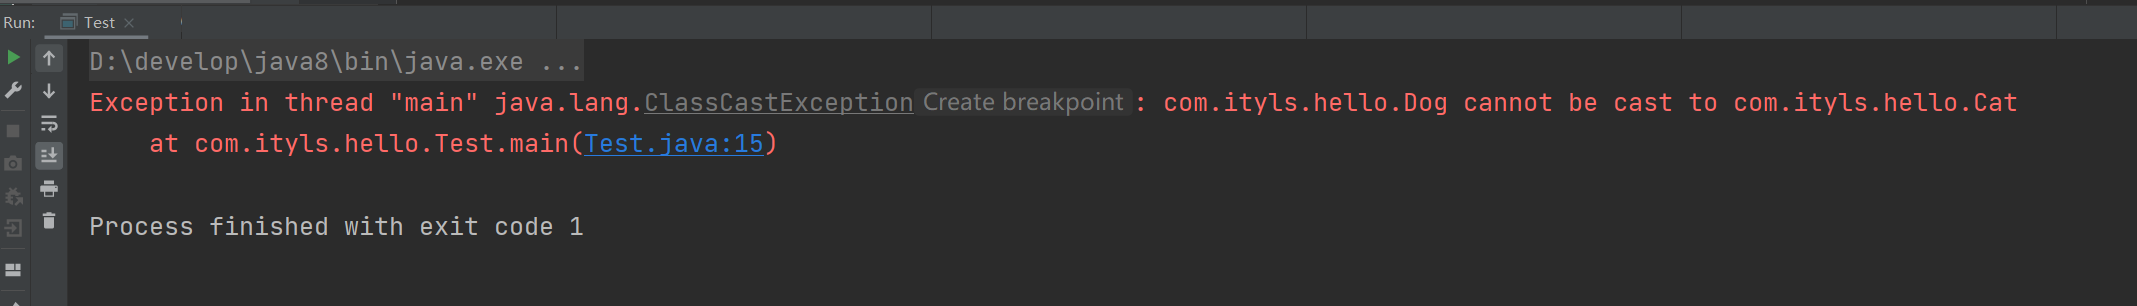 Run: Test
D:\develop\java8\bin\java.exe ...
Exception in thread "main" java.lang.ClassCastException Create breakpoint : com.ityls.hello.Dog cannot be cast to com.ityls.hello.Cat
at com.ityls.hello.Test.main(Test.java:15)
Process finished with exit code 1